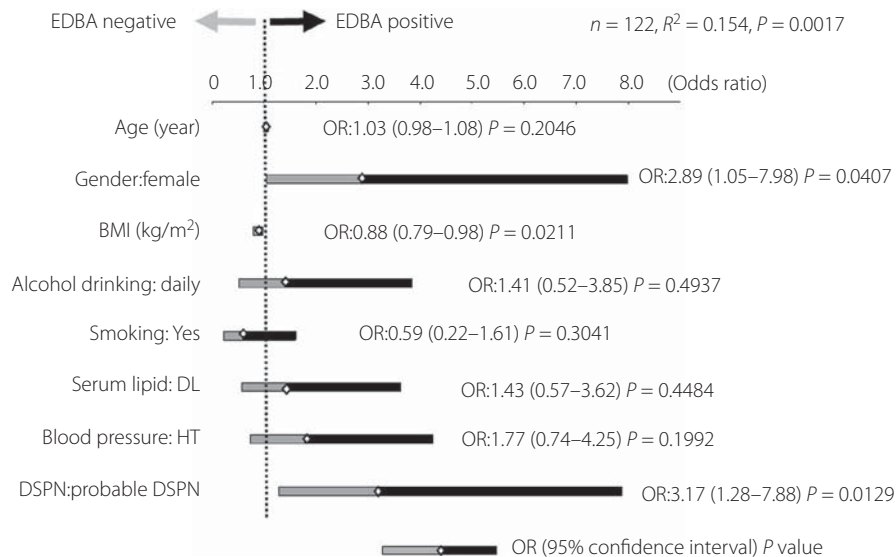 EDBA negative EDBA positive n = 122, R² = 0.154, P = 0.0017
0 1.0 2.0 3.0 4.0 5.0 6.0 7.0 8.0 (Odds ratio)
Age (year) OR:1.03 (0.98–1.08) P = 0.2046
Gender:female OR:2.89 (1.05–7.98) P = 0.0407
BMI (kg/m²) OR:0.88 (0.79–0.98) P = 0.0211
Alcohol drinking: daily OR:1.41 (0.52–3.85) P = 0.4937
Smoking: Yes OR:0.59 (0.22–1.61) P = 0.3041
Serum lipid: DL OR:1.43 (0.57–3.62) P = 0.4484
Blood pressure: HT OR:1.77 (0.74–4.25) P = 0.1992
DSPN:probable DSPN OR:3.17 (1.28–7.88) P = 0.0129
OR (95% confidence interval) P value